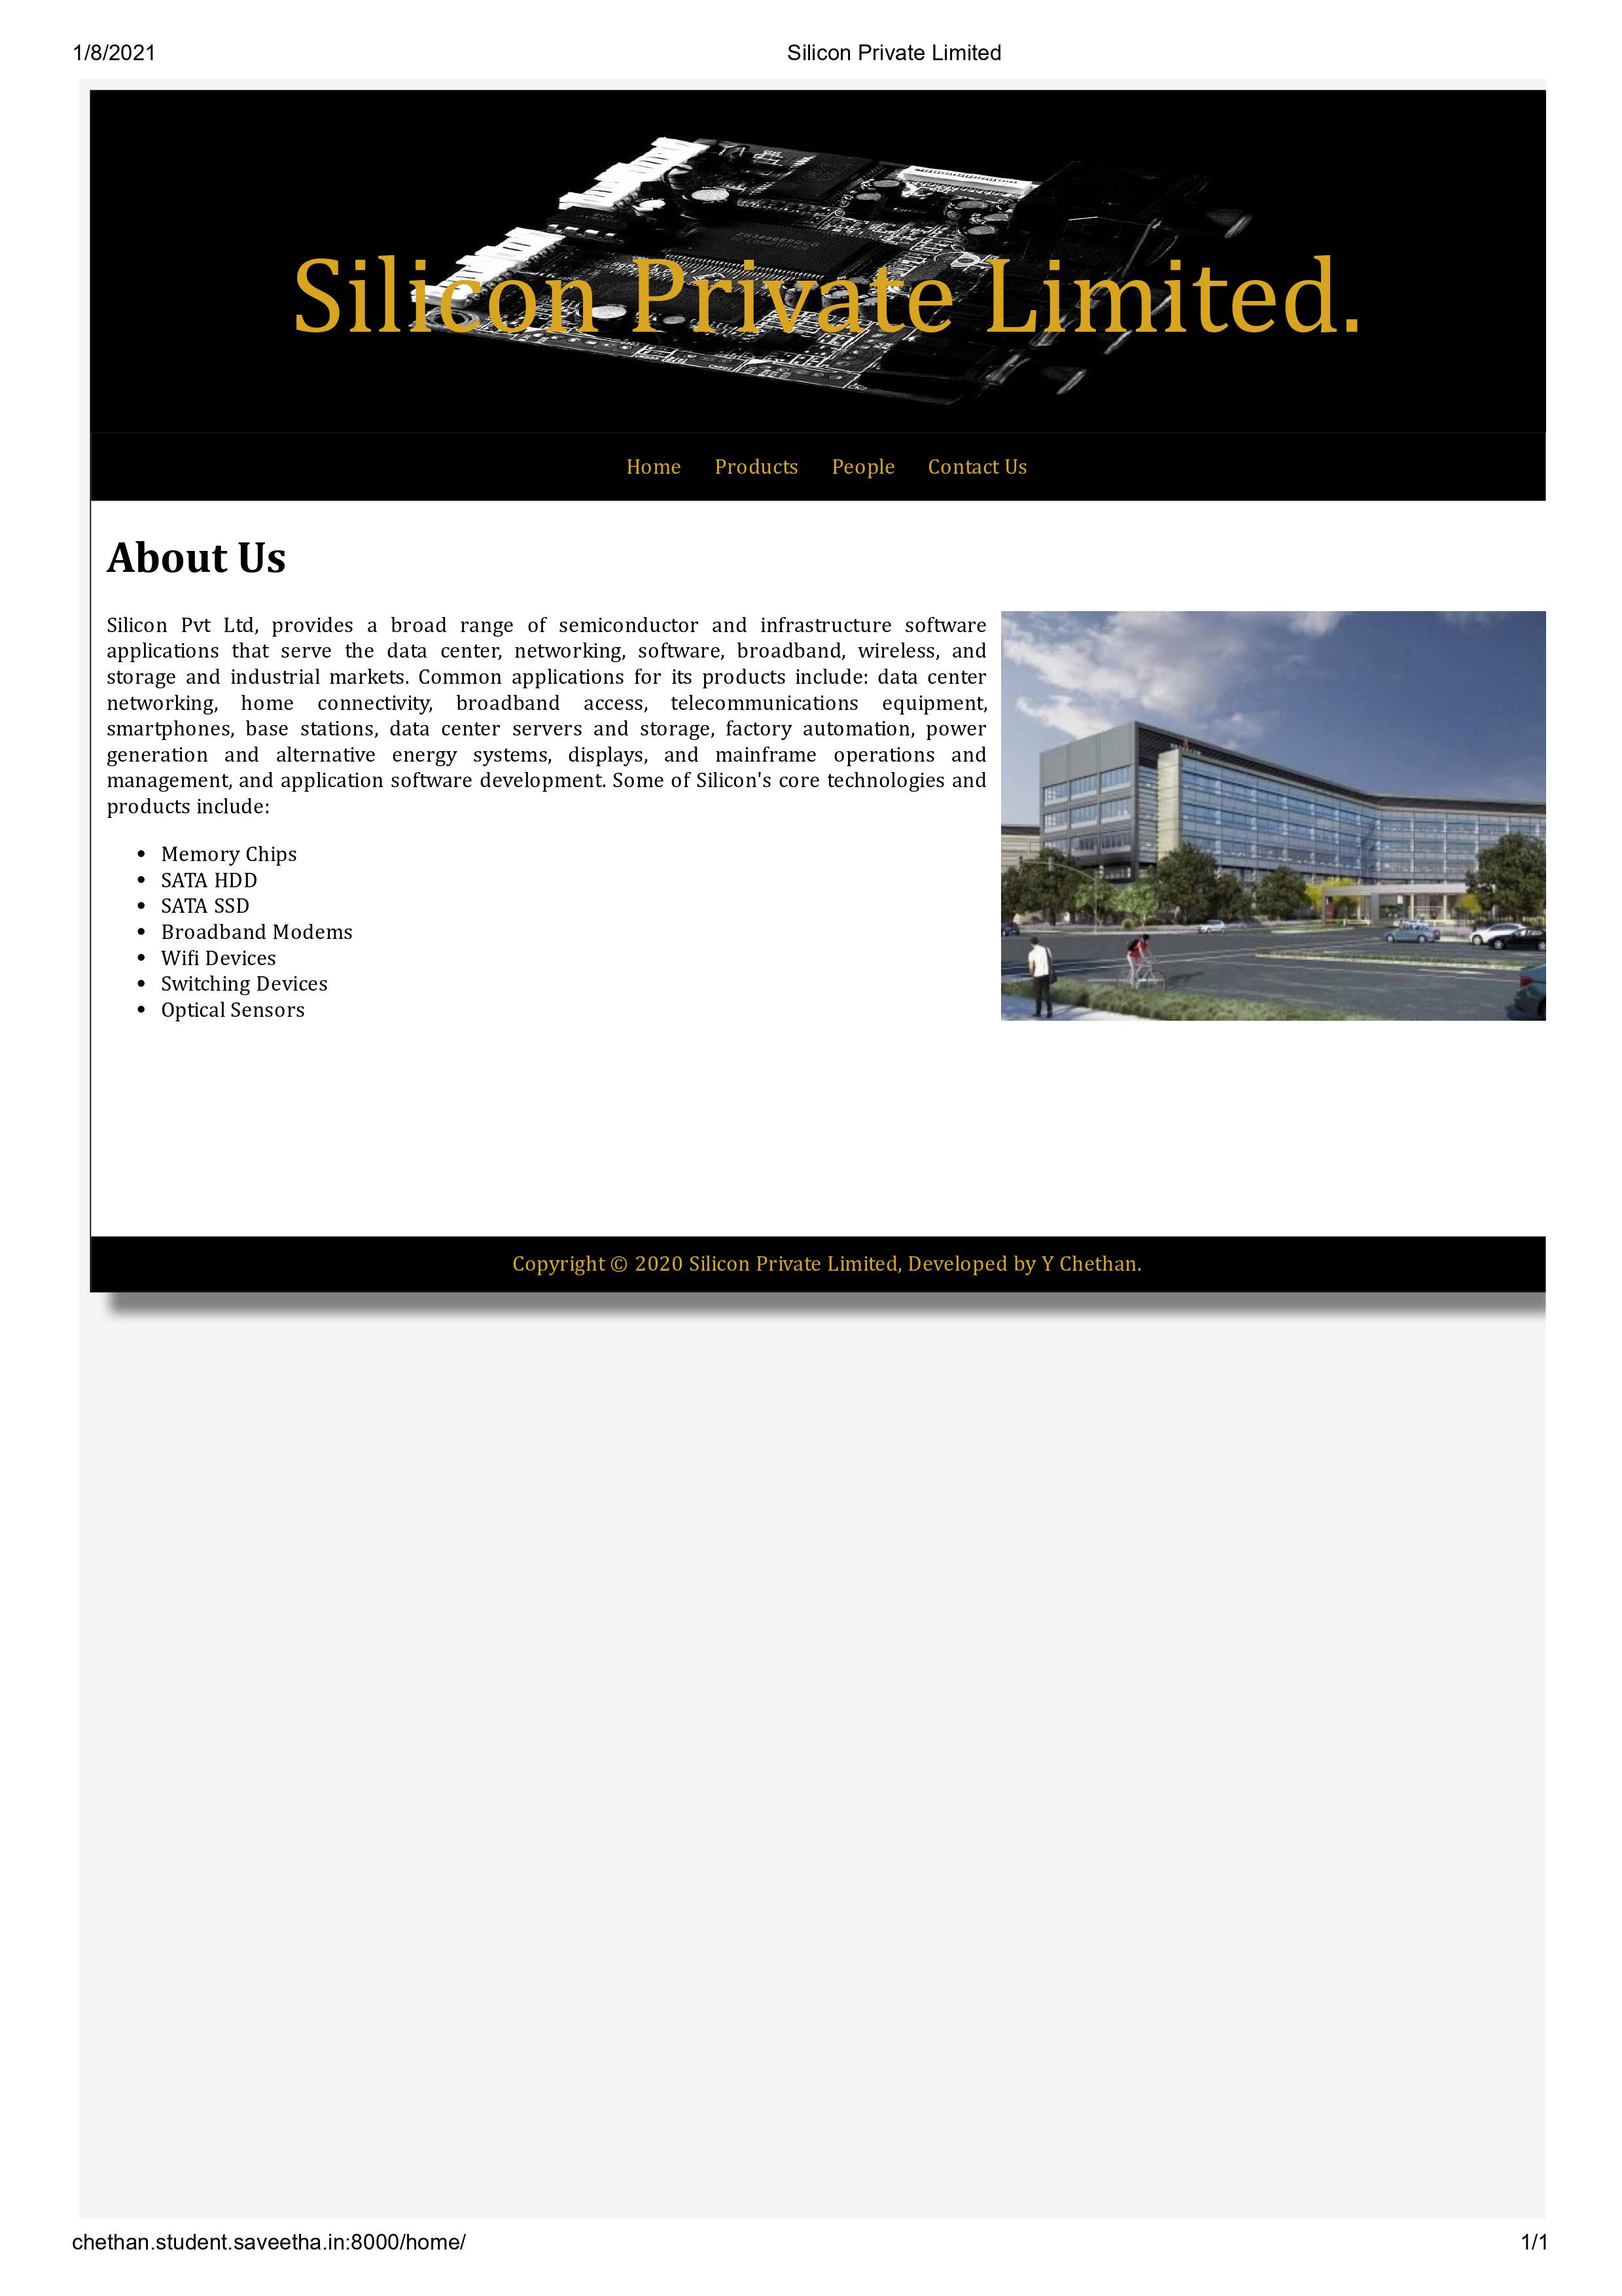 1/8/2021 Silicon Private Limited
Silicon Private Limited.
Home Products People Contact Us
About Us
Silicon Pvt Ltd, provides a broad range of semiconductor and infrastructure software
applications that serve the data center, networking, software, broadband, wireless, and
storage and industrial markets. Common applications for its products include: data center
networking, home connectivity, broadband access, telecommunications equipment,
smartphones, base stations, data center servers and storage, factory automation, power
generation and alternative energy systems, displays, and mainframe operations and
management, and application software development. Some of Silicon's core technologies and
products include:
• Memory Chips
• SATA HDD
• SATA SSD
• Broadband Modems
• Wifi Devices
• Switching Devices
• Optical Sensors
Copyright © 2020 Silicon Private Limited, Developed by Y Chethan.
chethan.student.saveetha.in:8000/home/ 1/1